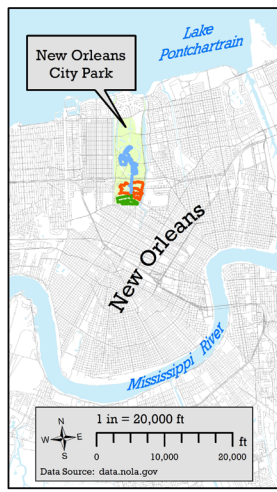 Lake
Pontchartrain
New Orleans
City Park
New Orleans
Mississippi River
N
W
E
S
1 in = 20,000 ft
ft
0
10,000
20,000
Data Source: data.nola.gov